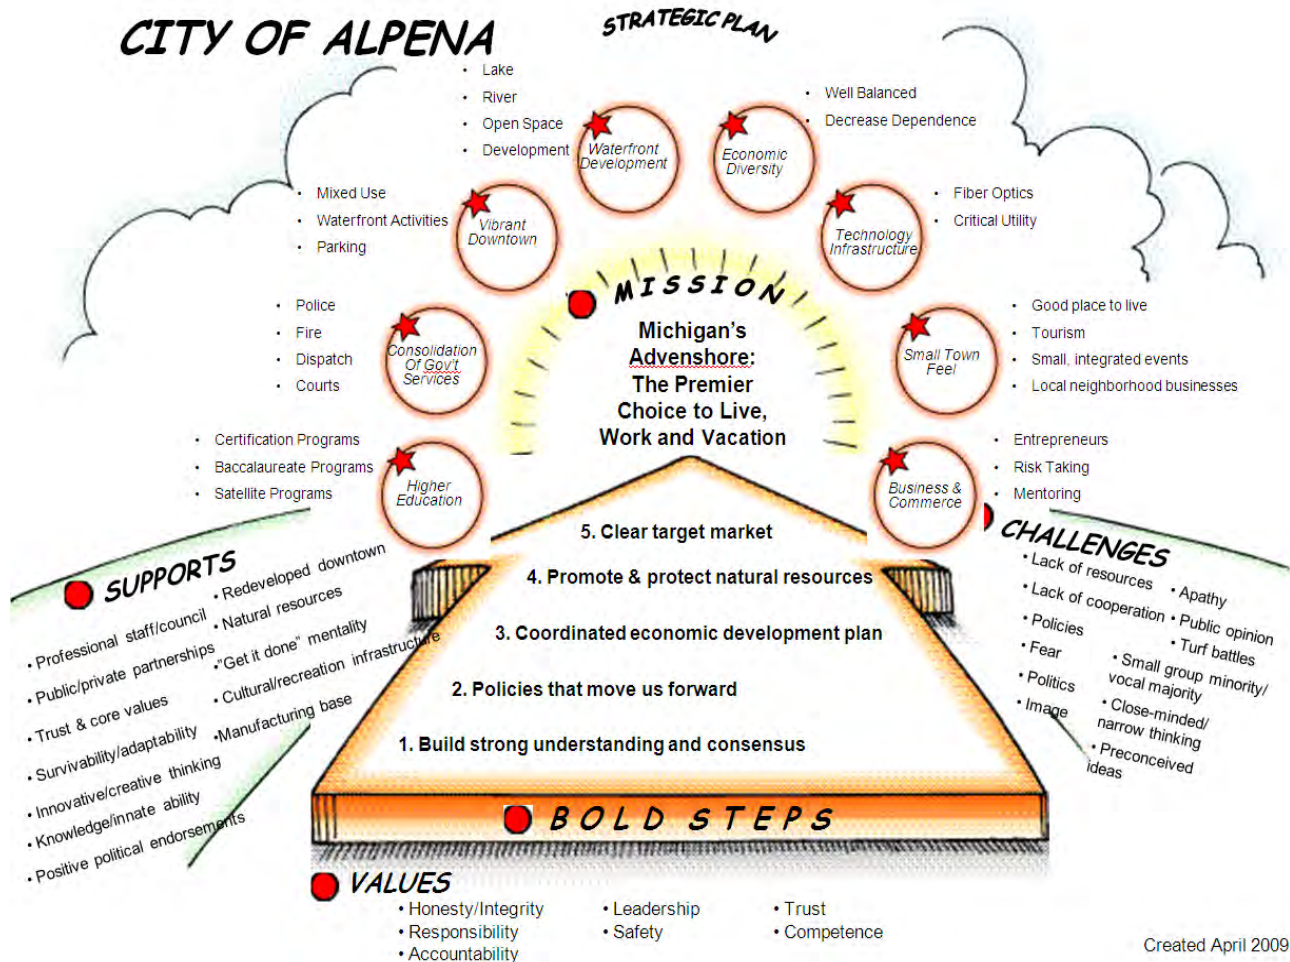 CITY OF ALPENA
STRATEGIC PLAN
• Lake
• River
• Open Space
• Development
Waterfront
Development
Economic
Diversity
• Well Balanced
• Decrease Dependence
• Mixed Use
• Waterfront Activities
• Parking
Vibrant
Downtown
Technology
Infrastructure
• Fiber Optics
• Critical Utility
• Police
• Fire
• Dispatch
• Courts
Consolidation
Of Gov't
Services
MISSION
Michigan's
Advenshore:
The Premier
Choice to Live,
Work and Vacation
Small Town
Feel
• Good place to live
• Tourism
• Small, integrated events
• Local neighborhood businesses
• Certification Programs
• Baccalaureate Programs
• Satellite Programs
Higher
Education
Business &
Commerce
• Entrepreneurs
• Risk Taking
• Mentoring
SUPPORTS
• Professional staff/council
• Public/private partnerships
• Trust & core values
• Survivability/adaptability
• Innovative/creative thinking
• Knowledge/innate ability
• Positive political endorsements
• Redeveloped downtown
• Natural resources
•"Get it done" mentality
• Cultural/recreation infrastructure
•Manufacturing base
5. Clear target market
4. Promote & protect natural resources
3. Coordinated economic development plan
2. Policies that move us forward
1. Build strong understanding and consensus
BOLD STEPS
CHALLENGES
• Lack of resources
• Lack of cooperation
• Policies
• Fear
• Politics
• Image
• Apathy
• Public opinion
• Turf battles
• Small group minority/
vocal majority
• Close-minded/
narrow thinking
• Preconceived
ideas
VALUES
• Honesty/Integrity
• Responsibility
• Accountability
• Leadership
• Safety
• Trust
• Competence
Created April 2009